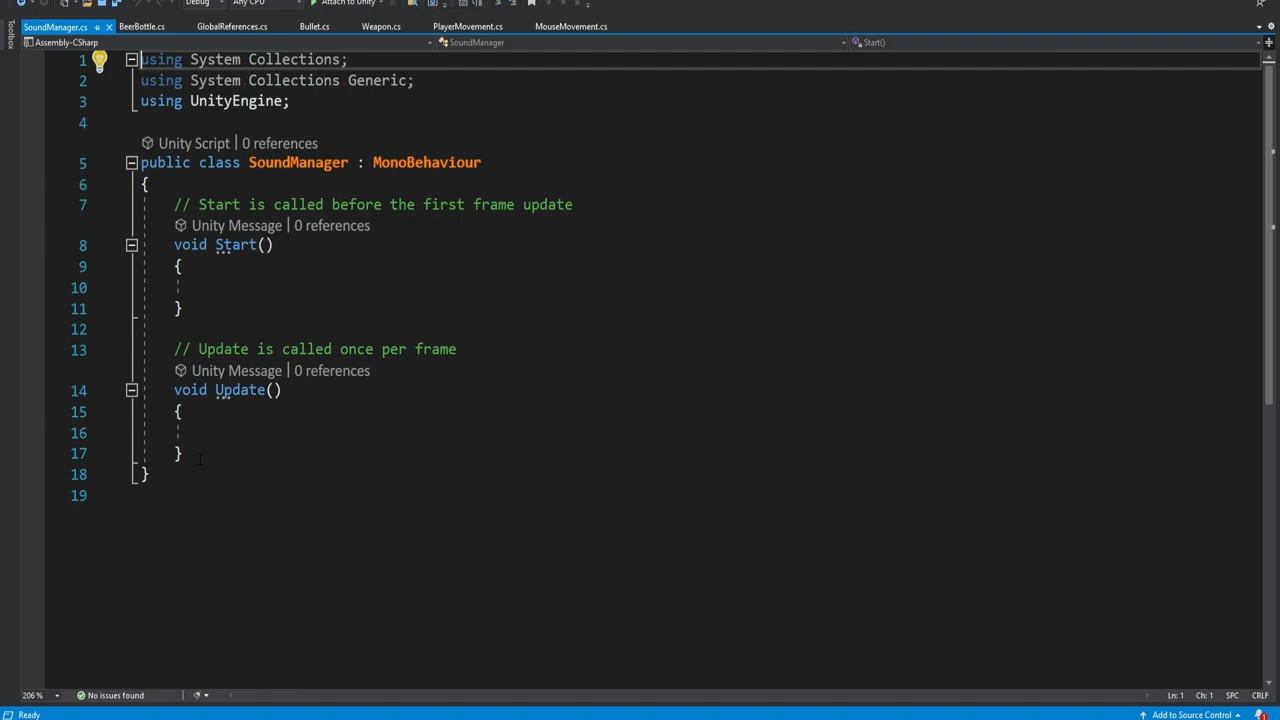 Debug Any CPU Attach to Unity
SoundManager.cs BeerBottle.cs GlobalReferences.cs Bullet.cs Weapon.cs PlayerMovement.cs MouseMovement.cs
Toolbox
Assembly-CSharp SoundManager Start()
1 using System Collections;
2 using System Collections Generic;
3 using UnityEngine;
4
Unity Script | 0 references
5 public class SoundManager : MonoBehaviour
6 {
7 // Start is called before the first frame update
Unity Message | 0 references
8 void Start()
9 {
10
11 }
12
13 // Update is called once per frame
Unity Message | 0 references
14 void Update()
15 {
16
17 }
18 }
19
206 % No issues found Ln: 1 Ch: 1 SPC CRLF
Ready Add to Source Control 1